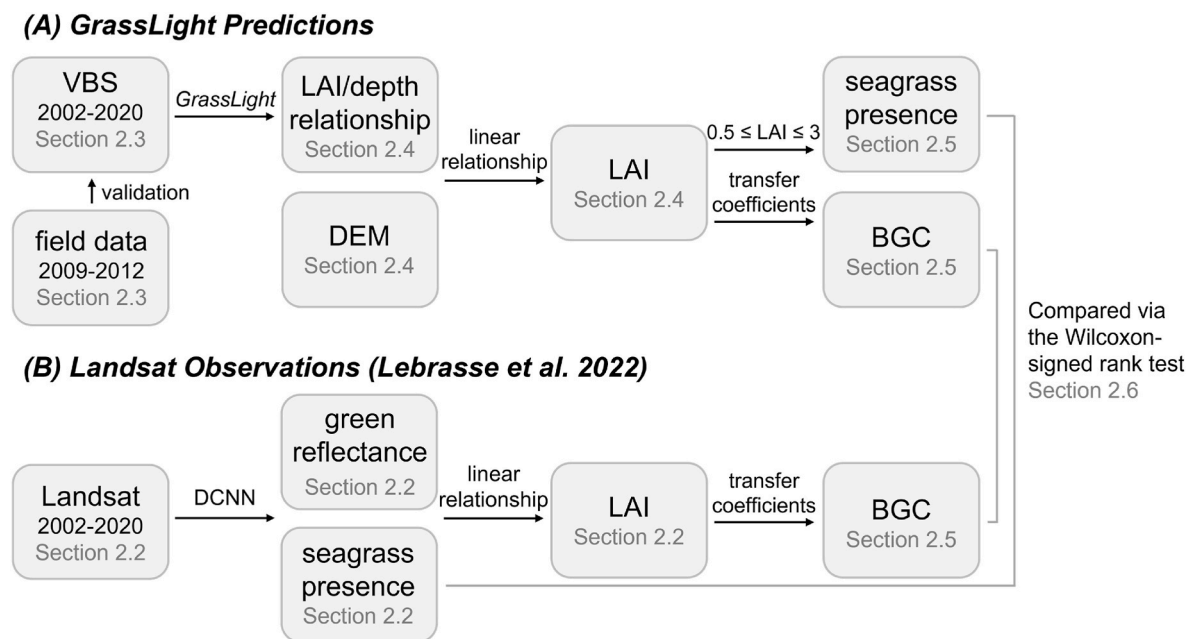 (A) GrassLight Predictions
VBS
2002-2020
Section 2.3
GrassLight
validation
field data
2009-2012
Section 2.3
LAI/depth
relationship
Section 2.4
DEM
Section 2.4
linear
relationship
LAI
Section 2.4
0.5 ≤ LAI ≤ 3
transfer
coefficients
seagrass
presence
Section 2.5
BGC
Section 2.5
Compared via
the Wilcoxon-
signed rank test
Section 2.6
(B) Landsat Observations (Lebrasse et al. 2022)
Landsat
2002-2020
Section 2.2
DCNN
green
reflectance
Section 2.2
seagrass
presence
Section 2.2
linear
relationship
LAI
Section 2.2
transfer
coefficients
BGC
Section 2.5